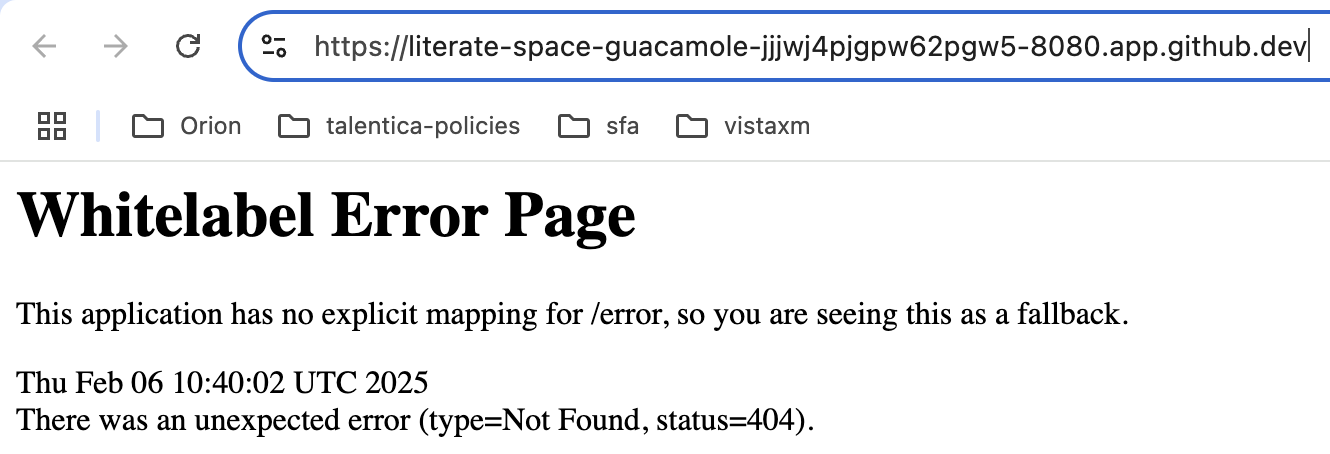 https://literate-space-guacamole-jjjwj4pjgpw62pgw5-8080.app.github.dev
Orion talentica-policies sfa vistaxm
Whitelabel Error Page
This application has no explicit mapping for /error, so you are seeing this as a fallback.
Thu Feb 06 10:40:02 UTC 2025
There was an unexpected error (type=Not Found, status=404).